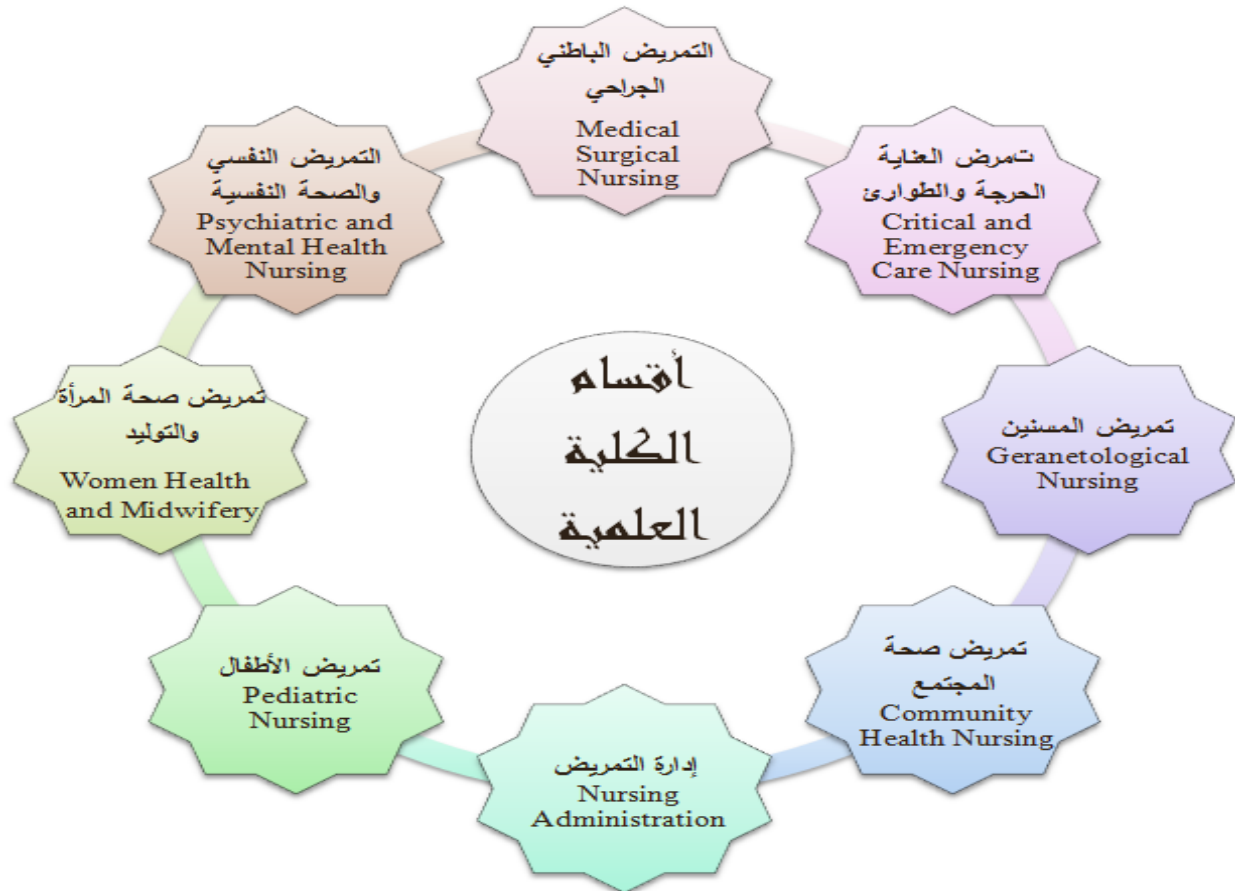 التمريض الباطني
الجراحي
Medical
Surgical
Nursing
تمرض العناية
الحرجة والطوارئ
Critical and
Emergency
Care Nursing
تمريض المسنين
Geranetological
Nursing
تمريض صحة
المجتمع
Community
Health Nursing
إدارة التمريض
Nursing
Administration
تمريض الأطفال
Pediatric
Nursing
تمريض صحة المرأة
والتوليد
Women Health
and Midwifery
التمريض النفسي
والصحة النفسية
Psychiatric and
Mental Health
Nursing
أقسام
الكلية
العلمية